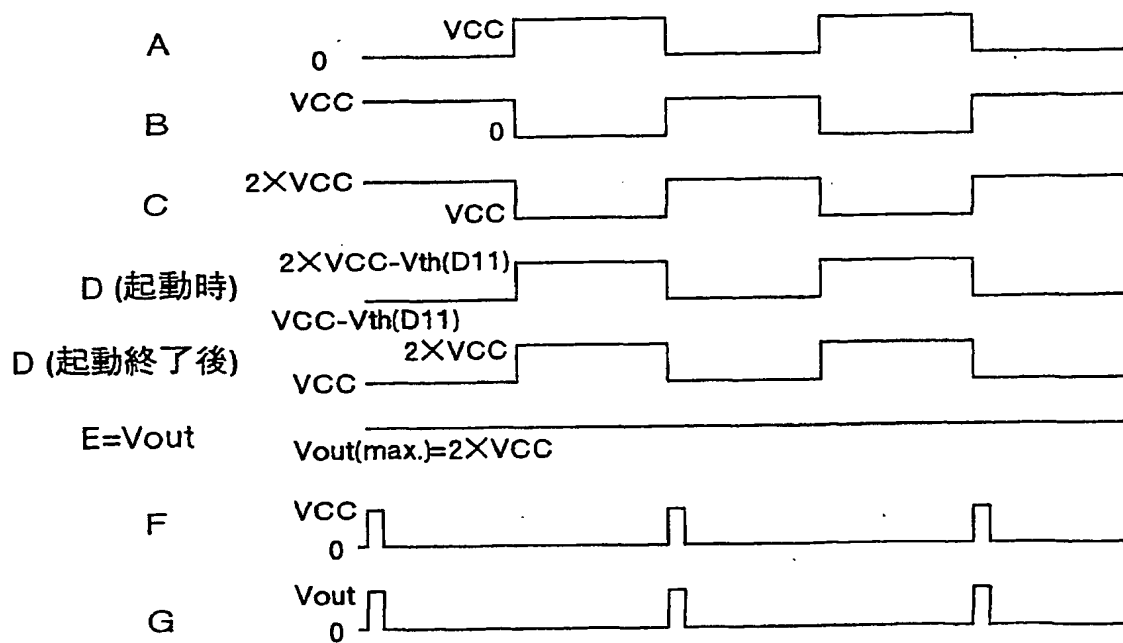 A
VCC
0
B
VCC
0
C
2×VCC
VCC
D (起動時)
2×VCC-Vth(D11)
VCC-Vth(D11)
D (起動終了後)
2×VCC
VCC
E=Vout
Vout(max.)=2×VCC
F
VCC
0
G
Vout
0